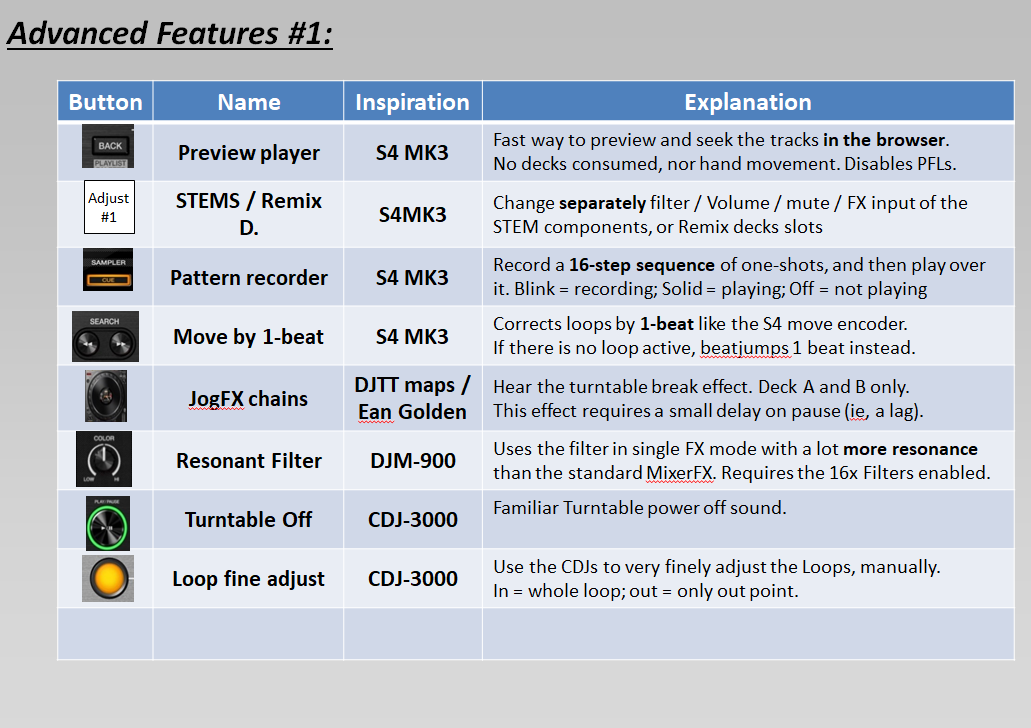 Advanced Features #1:
Button Name Inspiration Explanation
BACK
PLAYLIST
Preview player
S4 MK3
Fast way to preview and seek the tracks in the browser.
No decks consumed, nor hand movement. Disables PFLs.
Adjust
#1
STEMS / Remix
D.
S4MK3
Change separately filter / Volume / mute / FX input of the
STEM components, or Remix decks slots
SAMPLER
CUE
Pattern recorder
S4 MK3
Record a 16-step sequence of one-shots, and then play over
it. Blink = recording; Solid = playing; Off = not playing
SEARCH
Move by 1-beat
S4 MK3
Corrects loops by 1-beat like the S4 move encoder.
If there is no loop active, beatjumps 1 beat instead.
JogFX chains
DJTT maps /
Ean Golden
Hear the turntable break effect. Deck A and B only.
This effect requires a small delay on pause (ie, a lag).
COLOR
LOW HI
Resonant Filter
DJM-900
Uses the filter in single FX mode with a lot more resonance
than the standard MixerFX. Requires the 16x Filters enabled.
PLAY/PAUSE
Turntable Off
CDJ-3000
Familiar Turntable power off sound.
Loop fine adjust
CDJ-3000
Use the CDJs to very finely adjust the Loops, manually.
In = whole loop; out = only out point.